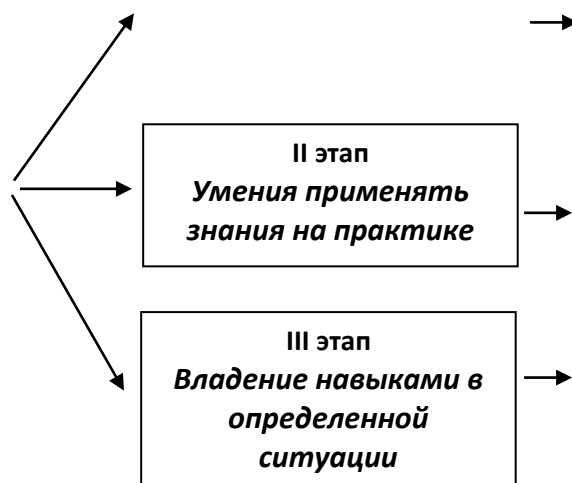 II этап
Умения применять
знания на практике
III этап
Владение навыками в
определенной
ситуации